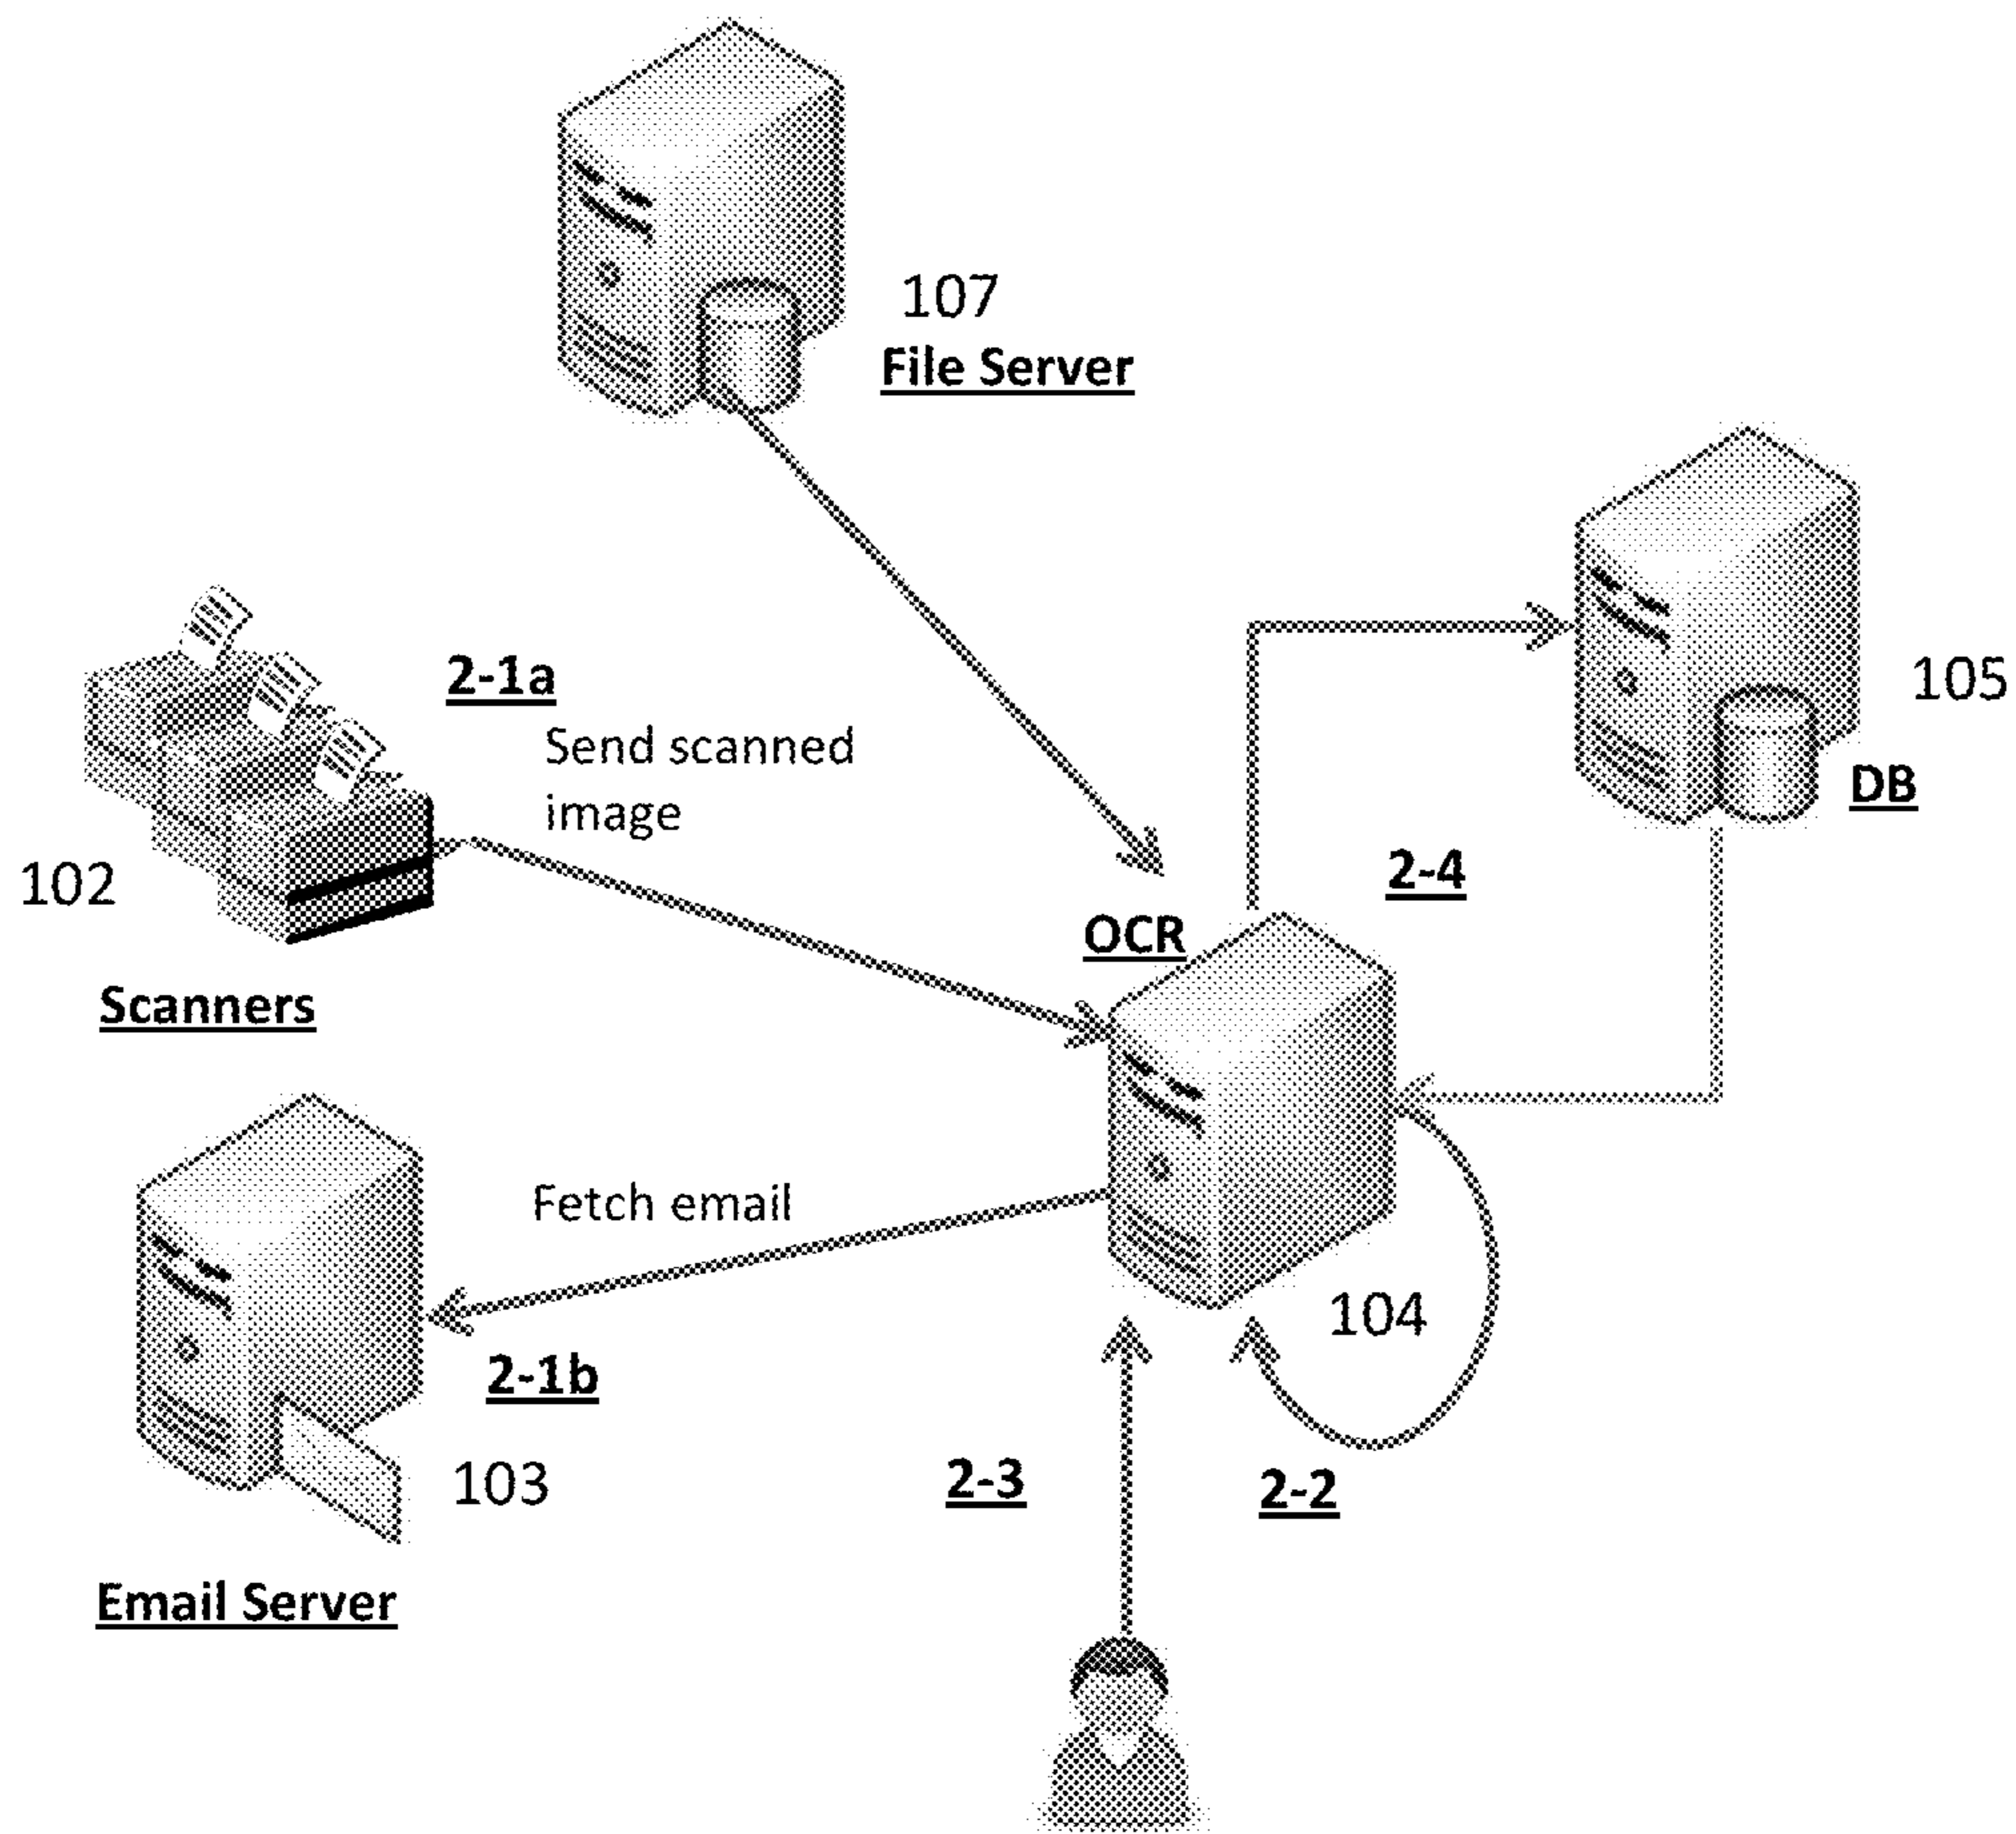 107
File Server
2-1a
Send scanned
image
102
Scanners
105
DB
2-4
OCR
Fetch email
104
2-1b
103
Email Server
2-3
2-2